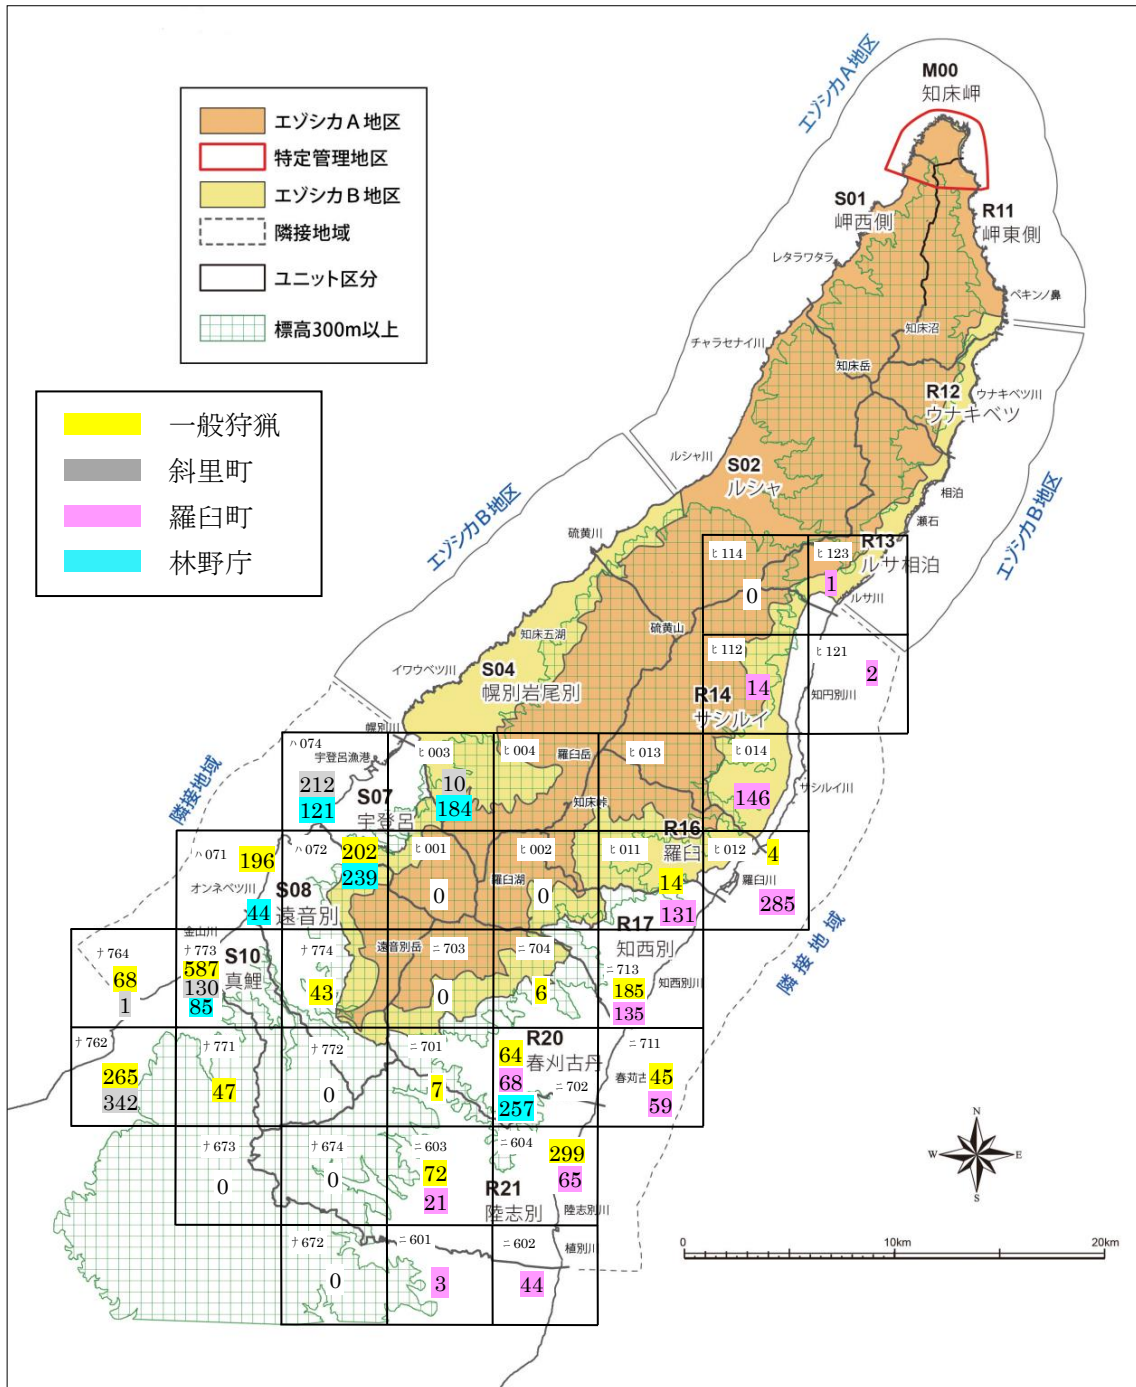 エゾシカA地区
特定管理地区
エゾシカB地区
隣接地域
ユニット区分
標高300m以上
一般狩猟
斜里町
羅臼町
林野庁
エゾシカA地区
M00
知床岬
S01
岬西側
R11
岬東側
レタラワタラ
ペキンノ鼻
知床沼
チャラセナイ川
知床岳
R12
ウナキベツ
ウナキベツ川
ルシャ川
S02
ルシャ
相泊
瀬石
エゾシカB地区
エゾシカB地区
硫黄川
R13
ルサ相泊
ヒ114
0
ヒ123
1
ルサ川
知床五湖
硫黄山
イワウベツ川
S04
幌別岩尾別
ヒ112
14
R14
サシルイ
ヒ121
2
知円別川
幌別川
ハ074
宇登呂漁港
212
121
S07
宇登呂
ヒ003
10
184
ヒ004
羅臼岳
知床峠
ヒ013
ヒ014
146
サシルイ川
隣接地域
R16
羅臼
ハ071
196
オンネベツ川
44
ハ072
202
239
S08
遠音別
ヒ001
0
ヒ002
羅臼湖
0
ヒ011
14
131
ヒ012
4
羅臼川
285
R17
知西別
隣接地域
金山川
ナ764
68
1
ナ773
587
130
85
S10
真鯉
ナ774
43
遠音別岳
ニ703
0
ニ704
6
ニ713
185
135
知西別川
ナ762
265
342
ナ771
47
ナ772
0
ニ701
7
R20
春刈古丹
64
68
257
ニ702
ニ711
春苅古
45
59
ナ673
0
ナ674
0
ニ603
72
21
ニ604
299
65
R21
陸志別
陸志別川
ナ672
0
ニ601
3
ニ602
44
植別川
N
W
E
S
0
10km
20km